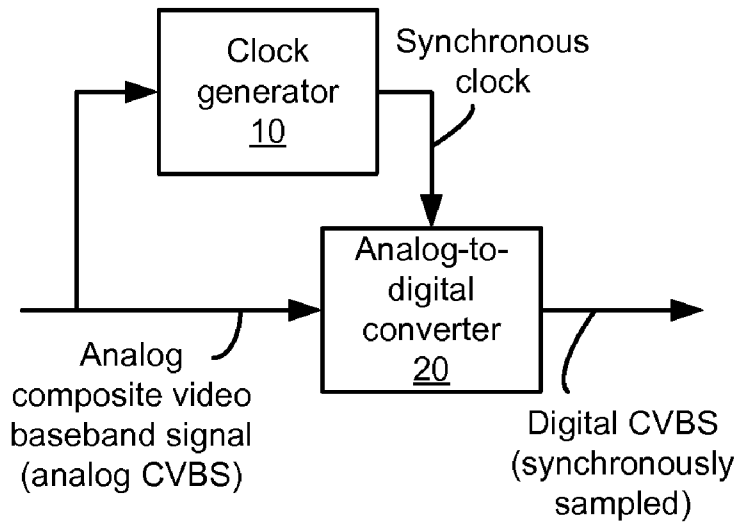 Clock
generator
10
Synchronous
clock
Analog-to-
digital
converter
20
Analog
composite video
baseband signal
(analog CVBS)
Digital CVBS
(synchronously
sampled)